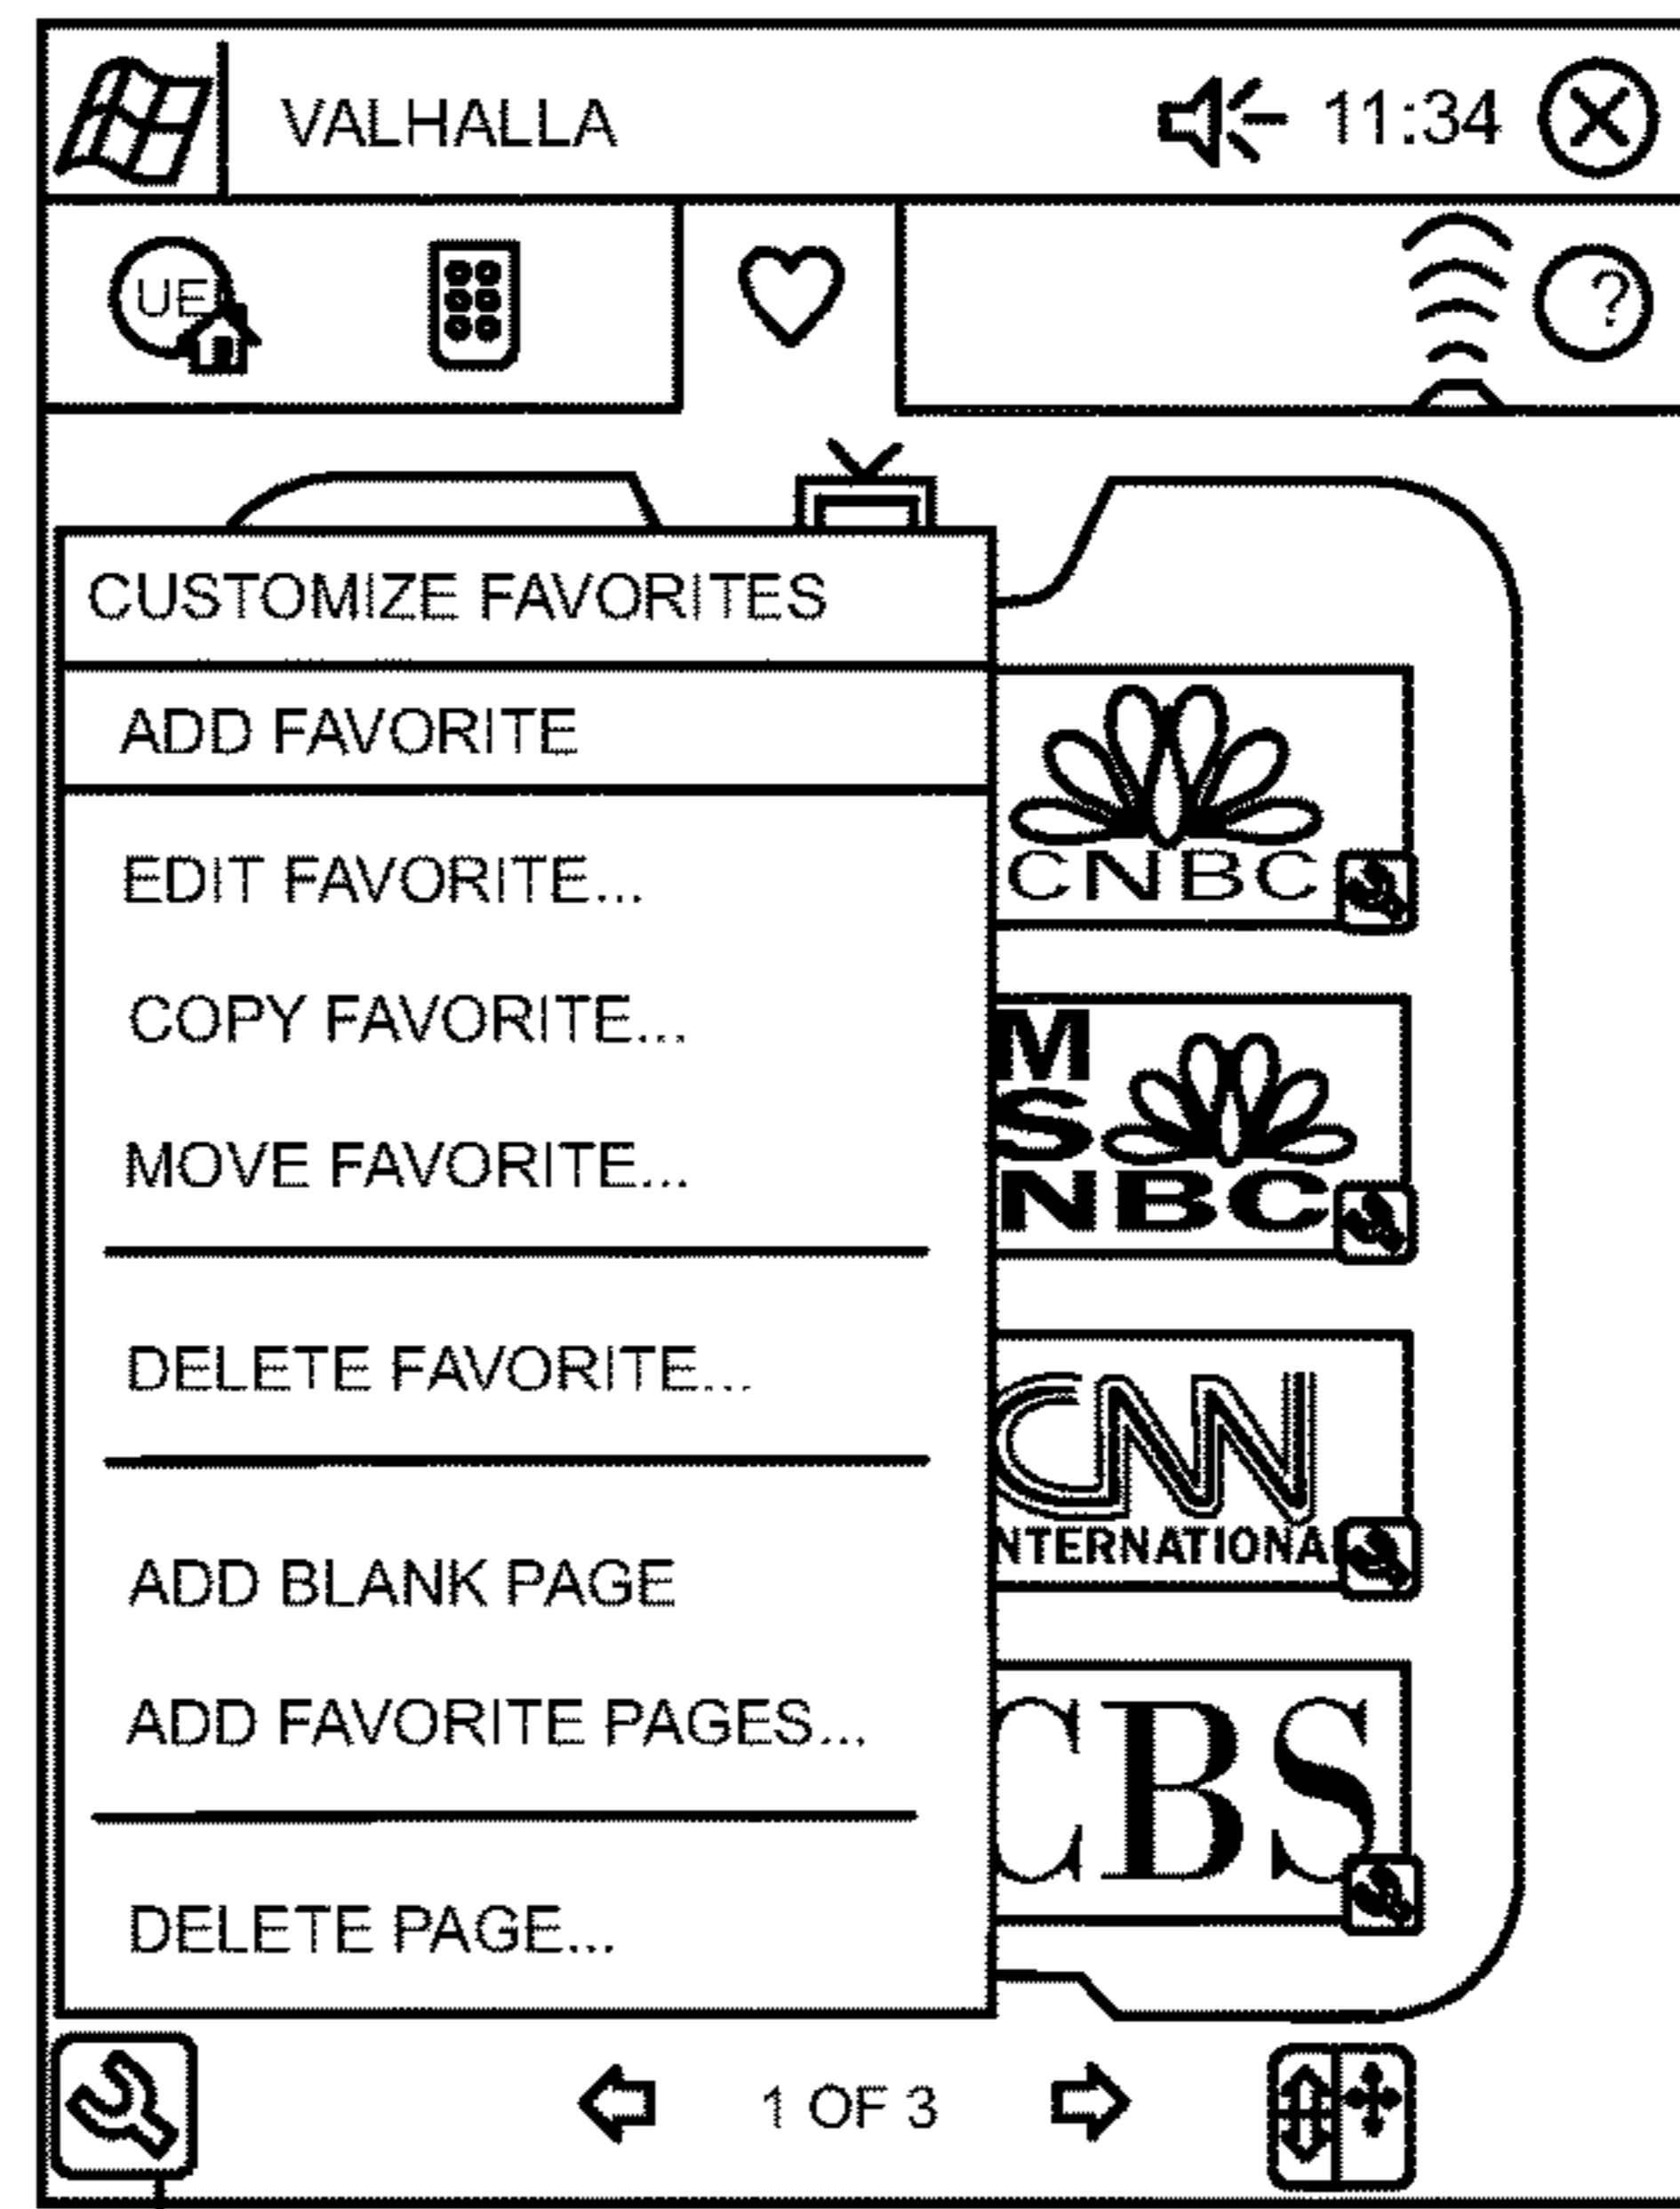 VALHALLA
11:34
UE
?
CUSTOMIZE FAVORITES
ADD FAVORITE
EDIT FAVORITE...
COPY FAVORITE...
MOVE FAVORITE...
DELETE FAVORITE...
ADD BLANK PAGE
ADD FAVORITE PAGES...
DELETE PAGE...
CNBC
M
S
NBC
CNN
NTERNATIONA
CBS
1 OF 3